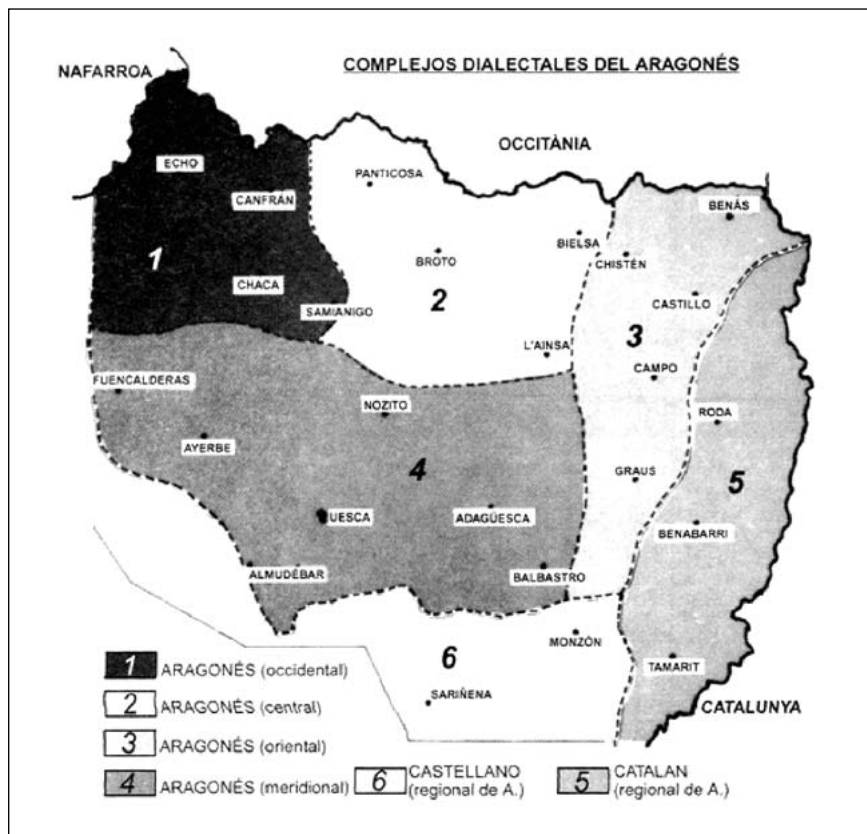 NAFARROA
COMPLEJOS DIALECTALES DEL ARAGONÉS
OCCITÀNIA
ECHO
PANTICOSA
CANFRÁN
BENÁS
BIELSA
BROTO
CHISTÉN
1
CHACA
2
CASTILLO
SAMIANIGO
3
L'AINSA
CAMPO
FUENCALDERAS
NOZITO
RODA
AYERBE
4
GRAUS
5
UESCA
ADAGÜESCA
BENABARRI
ALMUDÉBAR
BALBASTRO
MONZÓN
6
TAMARIT
SARIÑENA
CATALUNYA
1 ARAGONÉS (occidental)
2 ARAGONÉS (central)
3 ARAGONÉS (oriental)
4 ARAGONÉS (meridional)
6 CASTELLANO
(regional de A.)
5 CATALAN
(regional de A.)